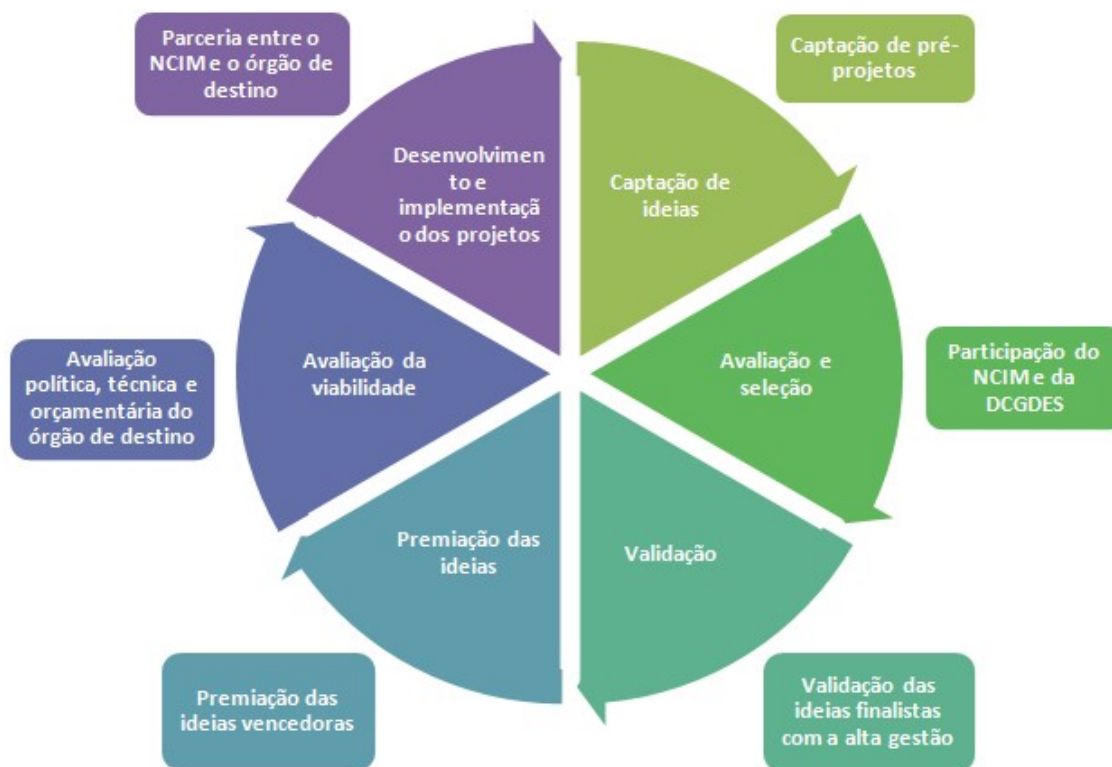 Parceria entre o
NCIM e o órgão de
destino
Captação de pré-
projetos
Desenvolvimen
to e
implementaçã
o dos projetos
Captação de
ideias
Avaliação
política, técnica e
orçamentária do
órgão de destino
Avaliação da
viabilidade
Avaliação e
seleção
Participação do
NCIM e da
DCGDES
Premiação das
ideias
Validação
Premiação das
ideias vencedoras
Validação das
ideias finalistas
com a alta gestão